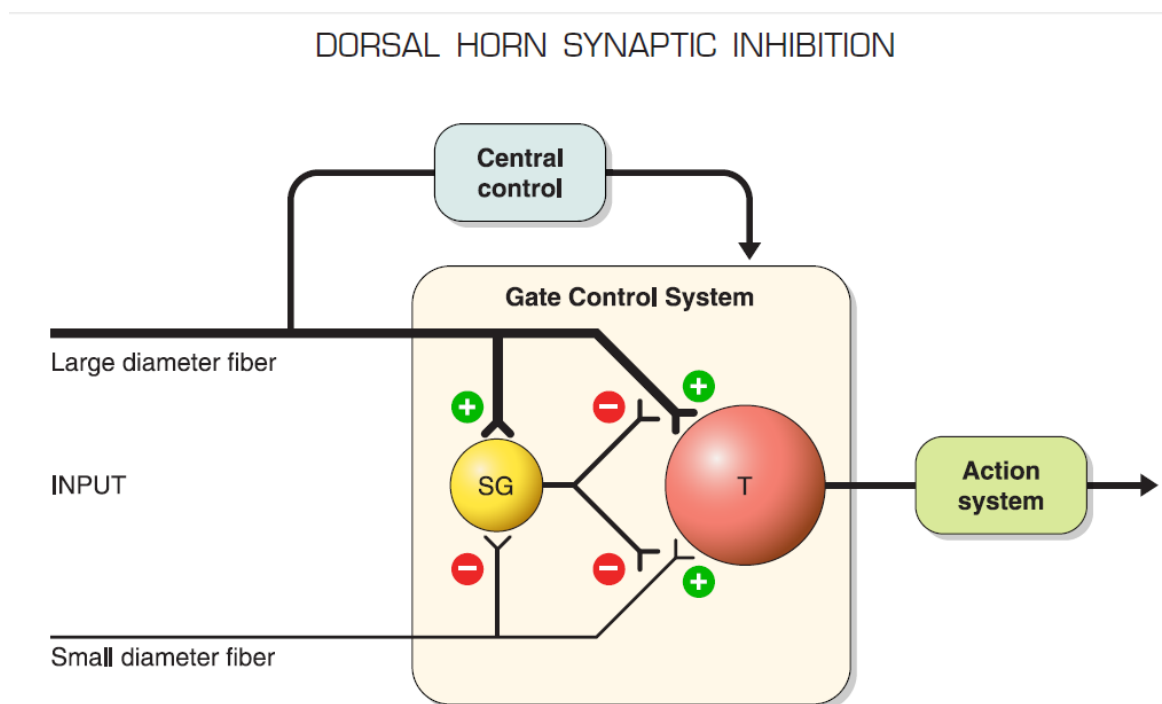 DORSAL HORN SYNAPTIC INHIBITION
Central
control
Gate Control System
Large diameter fiber
+
−
+
INPUT
SG
T
Action
system
−
−
+
Small diameter fiber